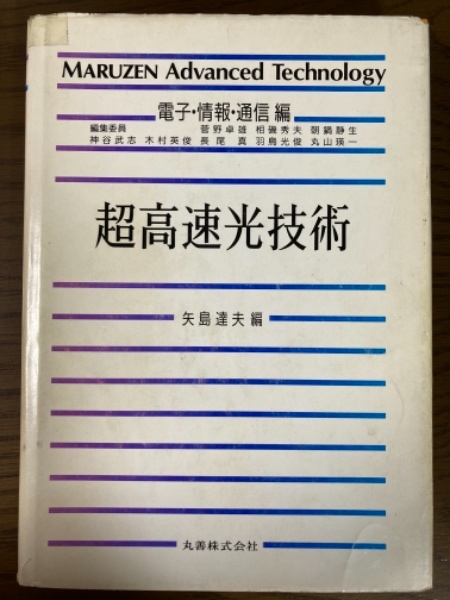 MARUZEN Advanced Technology
電子・情報・通信 編
編集委員 菅野卓雄 相磯秀夫 朝鍋静生
神谷武志 木村英俊 長尾 真 羽鳥光俊 丸山瑛一
超高速光技術
矢島達夫 編
丸善株式会社